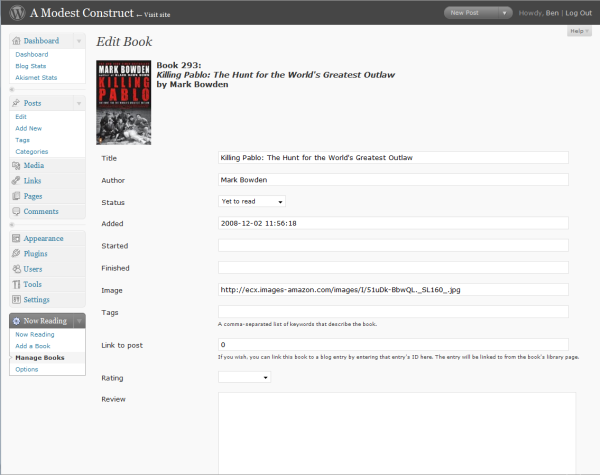 A Modest Construct ← Visit site
New Post
Howdy, Ben | Log Out
Help
Dashboard
Dashboard
Blog Stats
Akismet Stats
Posts
Edit
Add New
Tags
Categories
Media
Links
Pages
Comments
Appearance
Plugins
Users
Tools
Settings
Now Reading
Now Reading
Add a Book
Manage Books
Options
Edit Book
MARK BOWDEN
KILLING
PABLO
Book 293:
Killing Pablo: The Hunt for the World's Greatest Outlaw
by Mark Bowden
Title Killing Pablo: The Hunt for the World's Greatest Outlaw
Author Mark Bowden
Status Yet to read
Added 2008-12-02 11:56:18
Started
Finished
Image http://ecx.images-amazon.com/images/I/51uDk-BbwQL._SL160_.jpg
Tags
A comma-separated list of keywords that describe the book.
Link to post 0
If you wish, you can link this book to a blog entry by entering that entry's ID here. The entry will be linked to from the book's library page.
Rating
Review